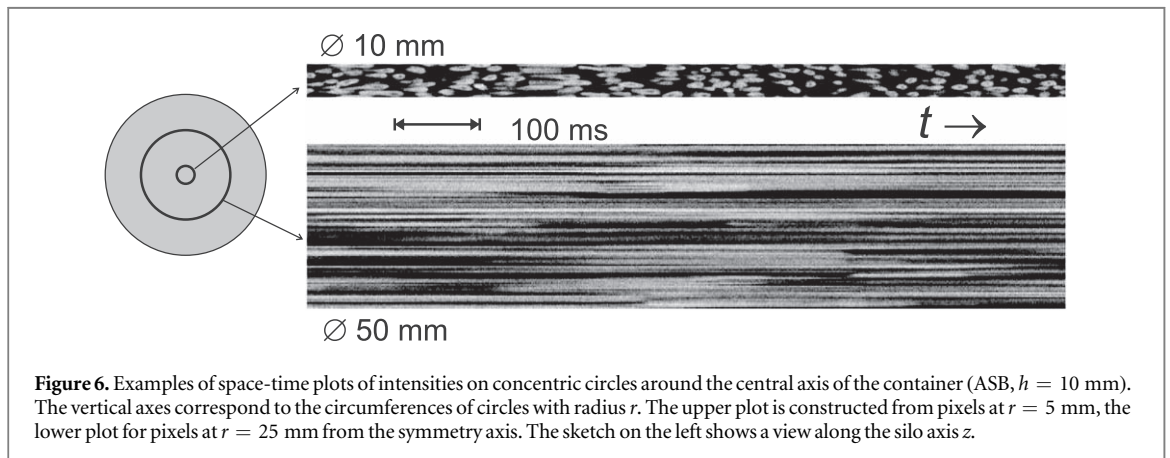 ∅ 10 mm
100 ms
t →
∅ 50 mm
Figure 6. Examples of space-time plots of intensities on concentric circles around the central axis of the container (ASB, h = 10 mm).
The vertical axes correspond to the circumferences of circles with radius r. The upper plot is constructed from pixels at r = 5 mm, the
lower plot for pixels at r = 25 mm from the symmetry axis. The sketch on the left shows a view along the silo axis z.